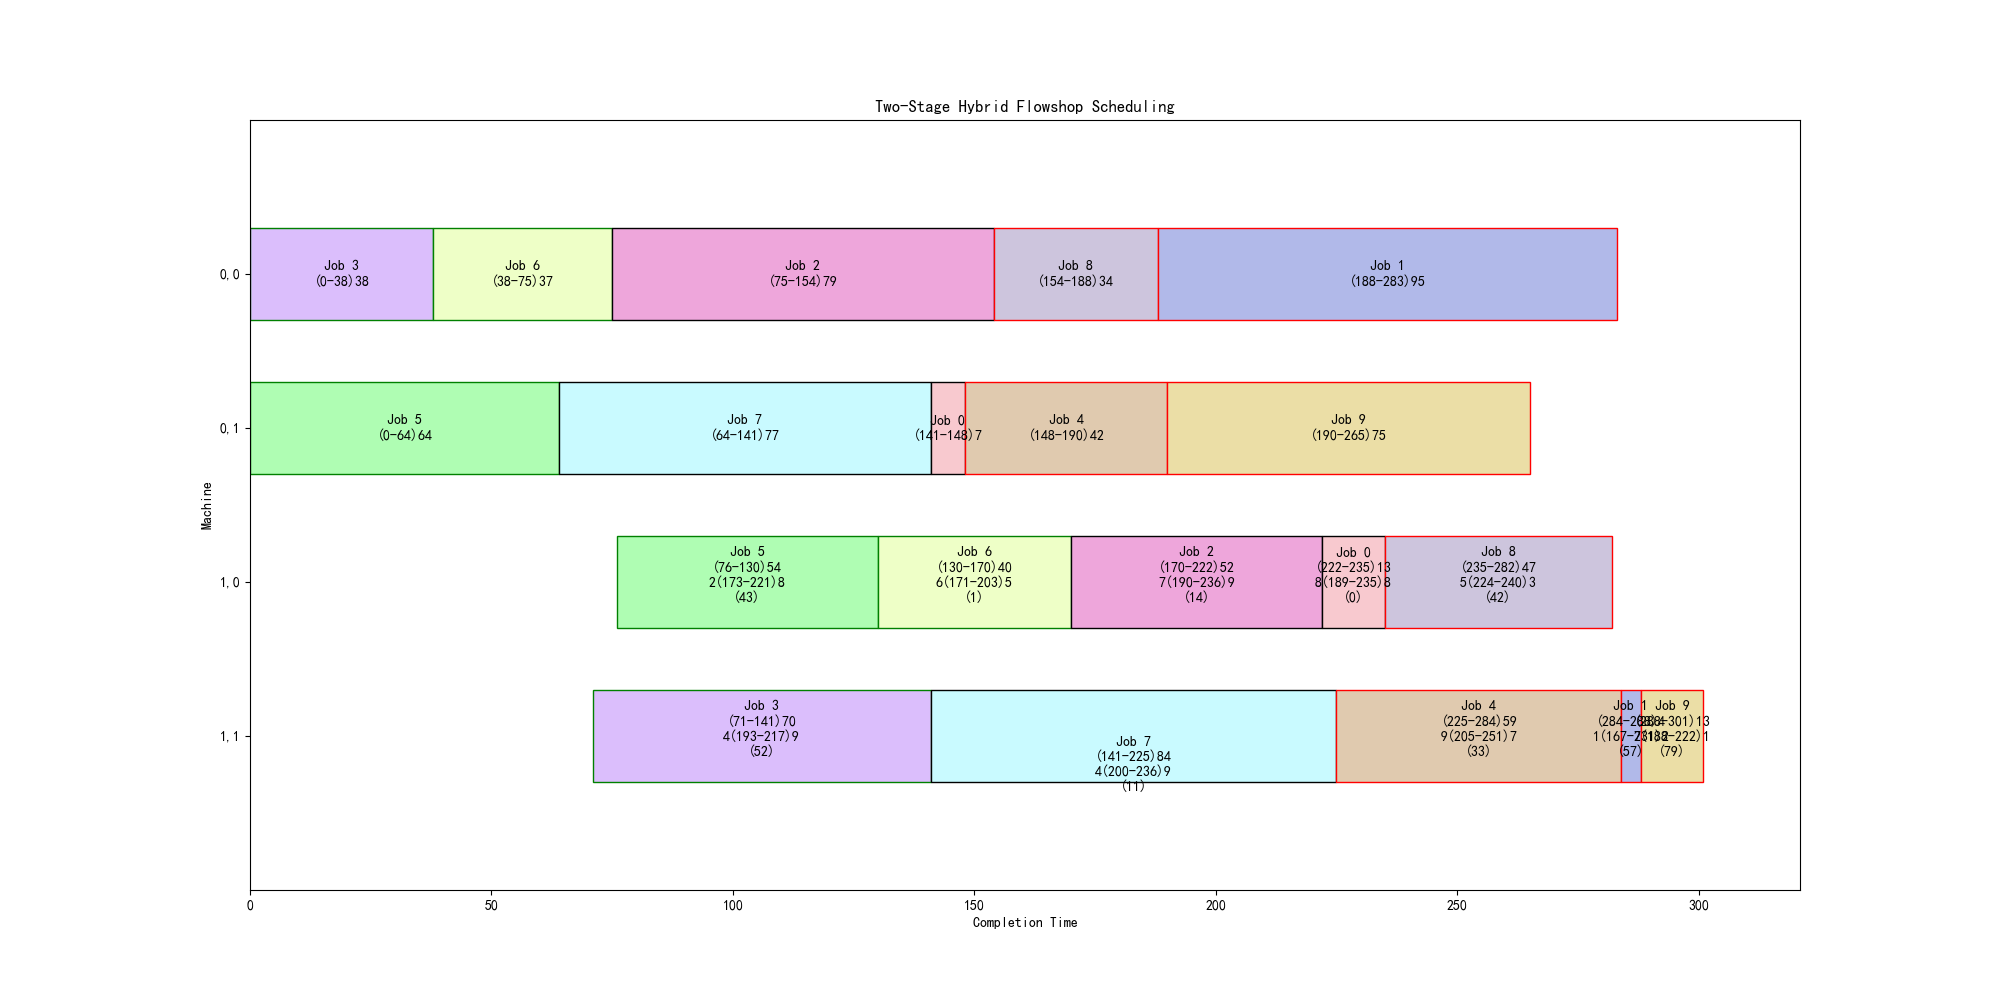 Two-Stage Hybrid Flowshop Scheduling
0,0
Job 3
(0-38)38
Job 6
(38-75)37
Job 2
(75-154)79
Job 8
(154-188)34
Job 1
(188-283)95
0,1
Job 5
(0-64)64
Job 7
(64-141)77
Job 0
(141-148)7
Job 4
(148-190)42
Job 9
(190-265)75
Machine
1,0
Job 5
(76-130)54
2(173-221)8
(43)
Job 6
(130-170)40
6(171-203)5
(1)
Job 2
(170-222)52
7(190-236)9
(14)
Job 0
(222-235)13
8(189-235)8
(0)
Job 8
(235-282)47
5(224-240)3
(42)
1,1
Job 3
(71-141)70
4(193-217)9
(52)
Job 7
(141-225)84
4(200-236)9
(11)
Job 4
(225-284)59
9(205-251)7
(33)
Job 1
(284-288)4
(57)
Job 9
(288-301)13
(79)
0
50
100
150
200
250
300
Completion Time